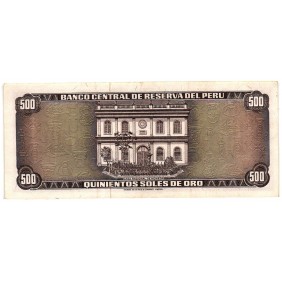 BANCO CENTRAL DE RESERVA DEL PERU
500 500
QUINIENTOS SOLES DE ORO
500 500